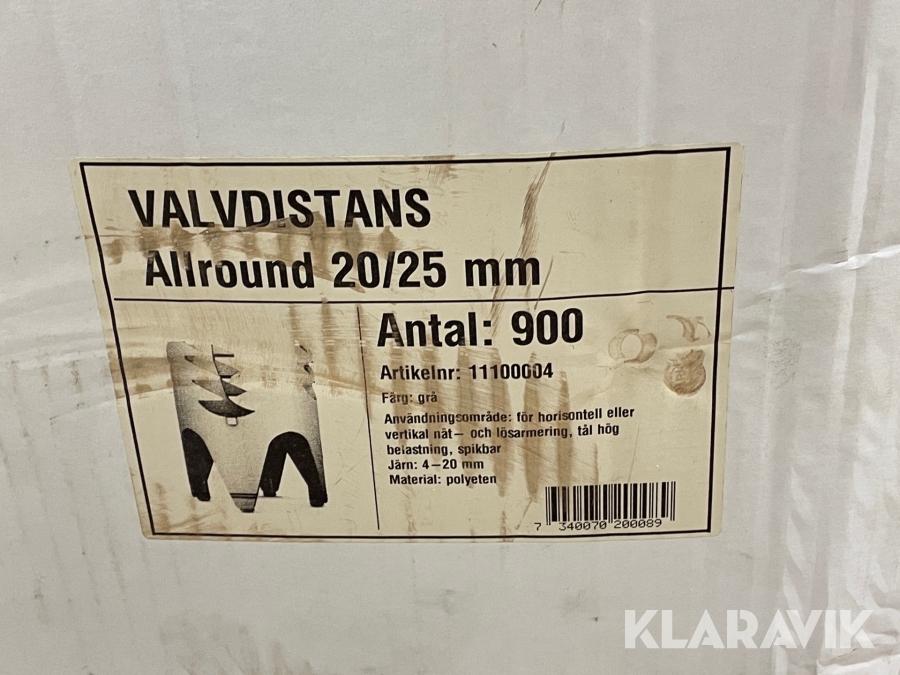 VALVDISTANS
Allround 20/25 mm
Antal: 900
Artikelnr: 11100004
Färg: grå
Användningsområde: för horisontell eller
vertikal nät- och lösarmering, tål hög
belastning, spikbar
Järn: 4-20 mm
Material: polyeten
7 340070 200089
KLARAVIK